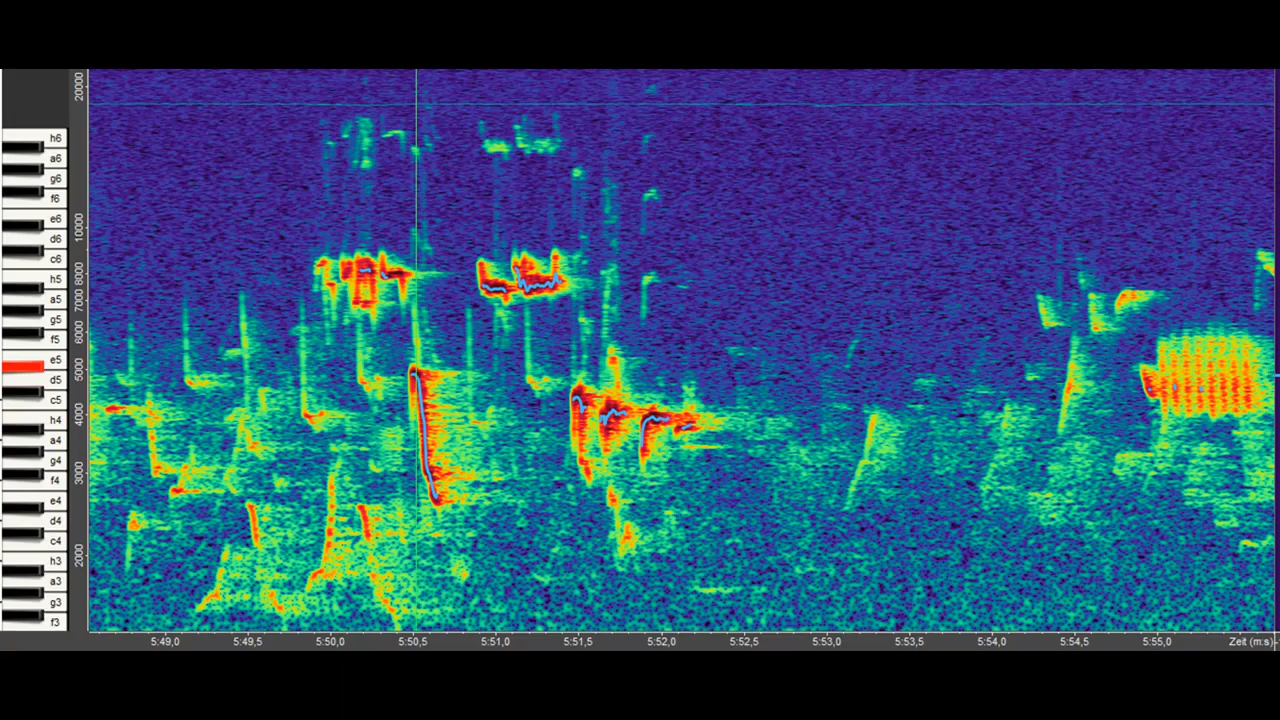 20000
10000
8000
7000
6000
5000
4000
3000
2000
h6
a6
g6
f6
e6
d6
c6
h5
a5
g5
f5
e5
d5
c5
h4
a4
g4
f4
e4
d4
c4
h3
a3
g3
f3
5:49,0 5:49,5 5:50,0 5:50,5 5:51,0 5:51,5 5:52,0 5:52,5 5:53,0 5:53,5 5:54,0 5:54,5 5:55,0 Zeit (m:s)